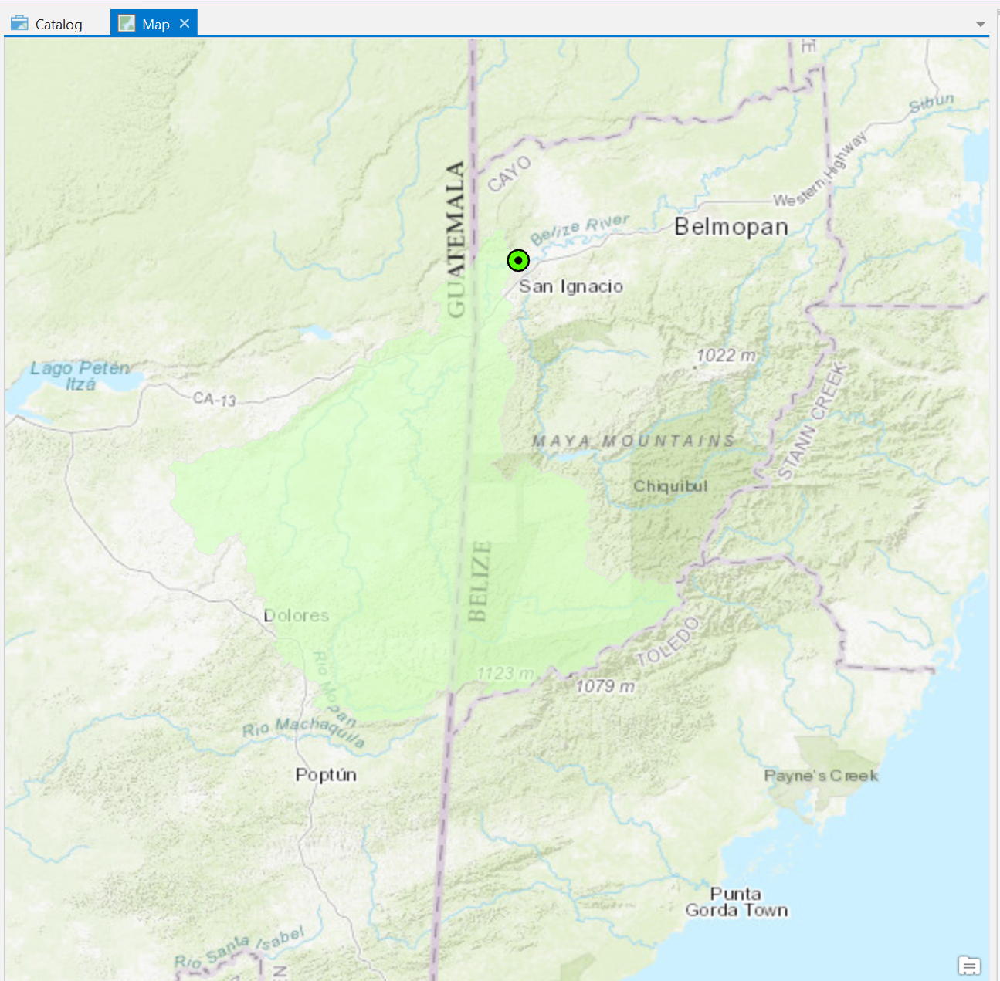 Catalog
Map
Sibun
CAYO
Western Highway
GUATEMALA
Belize River
Belmopan
San Ignacio
1022 m
Lago Petén
Itzá
CA-13
STANN CREEK
MAYA MOUNTAINS
Chiquibul
BELIZE
Dolores
TOLEDO
1123 m
1079 m
Rio Mopan
Rio Machaquila
Poptún
Payne's Creek
Punta
Gorda Town
Rio Santa Isabel